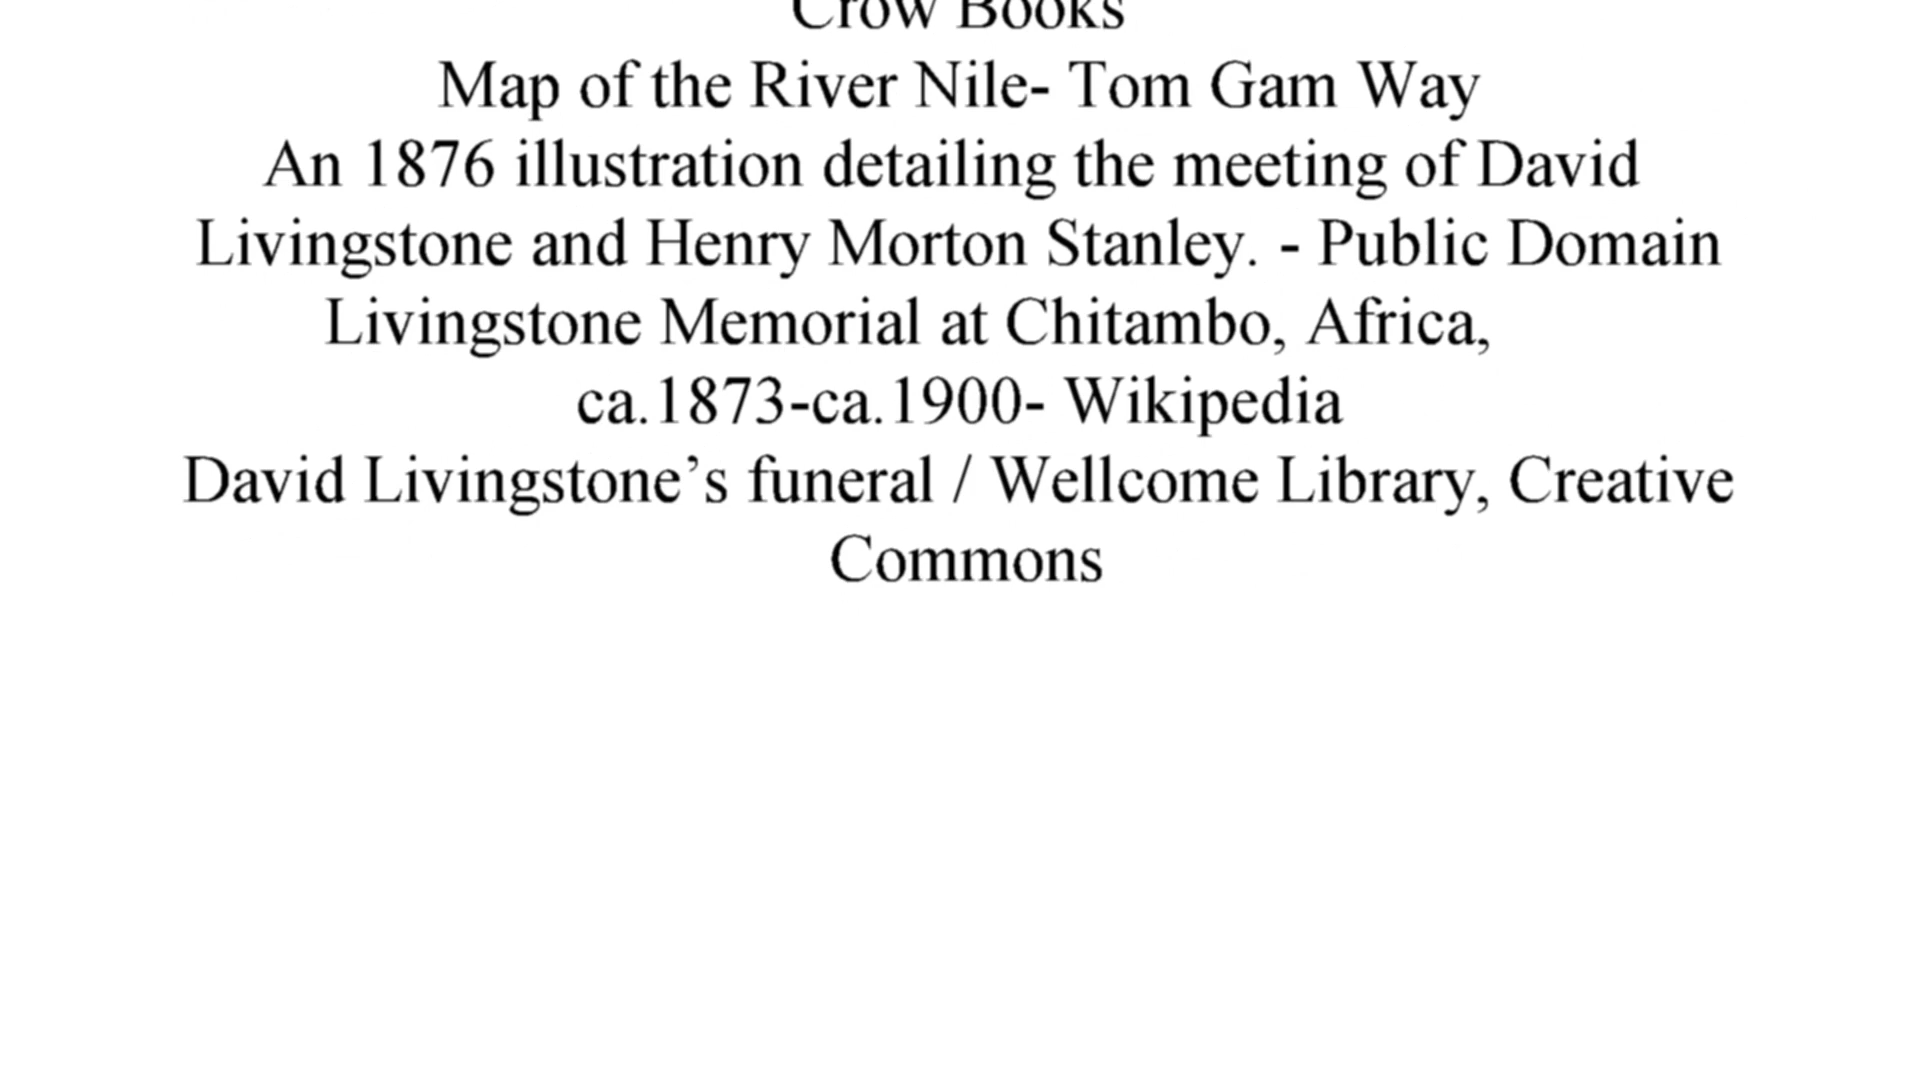 Crow Books
Map of the River Nile- Tom Gam Way
An 1876 illustration detailing the meeting of David
Livingstone and Henry Morton Stanley. - Public Domain
Livingstone Memorial at Chitambo, Africa,
ca.1873-ca.1900- Wikipedia
David Livingstone’s funeral / Wellcome Library, Creative
Commons